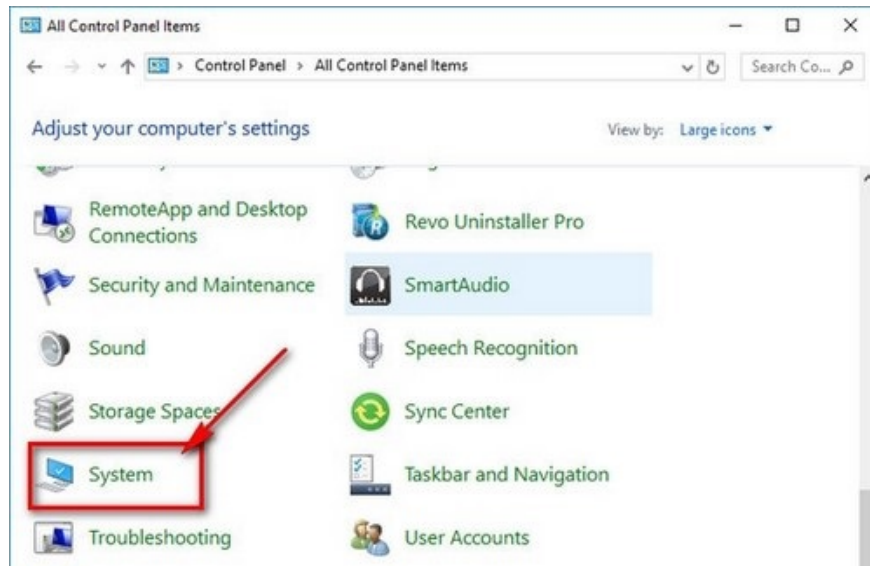 All Control Panel Items
Control Panel > All Control Panel Items
Search Co...
Adjust your computer's settings
View by: Large icons
RemoteApp and Desktop
Connections
Revo Uninstaller Pro
Security and Maintenance
SmartAudio
Sound
Speech Recognition
Storage Spaces
Sync Center
System
Taskbar and Navigation
Troubleshooting
User Accounts